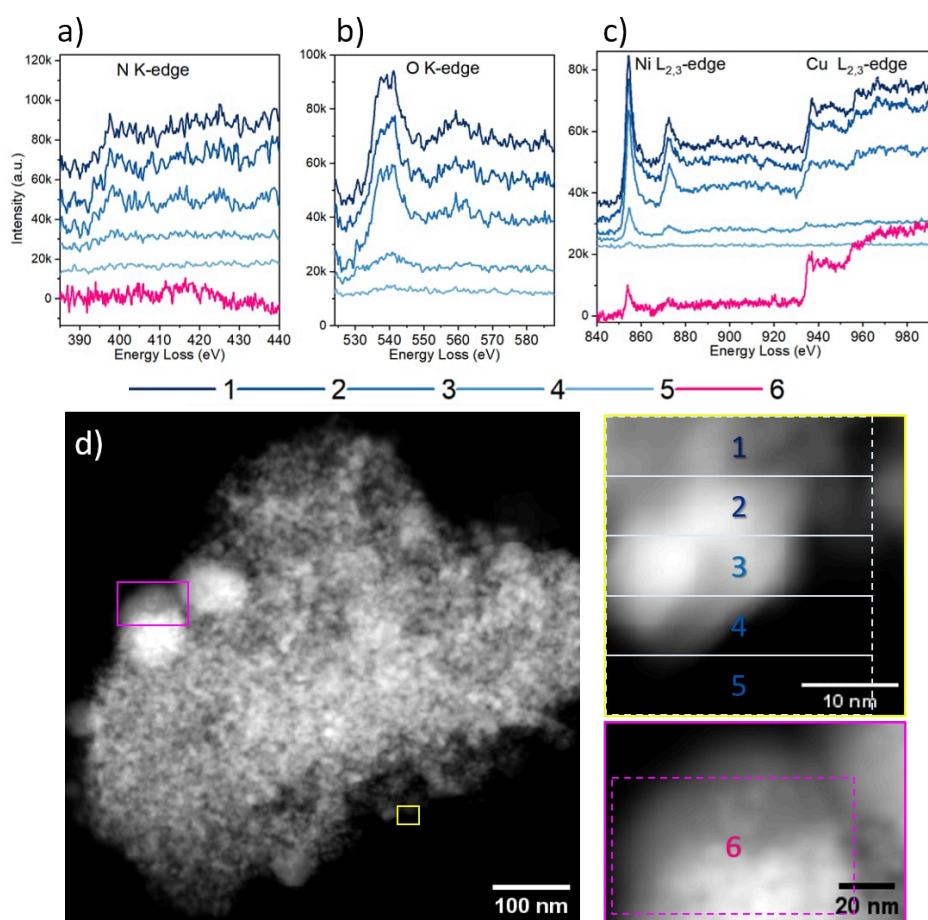 a)
b)
c)
N K-edge
O K-edge
Ni L2,3-edge
Cu L2,3-edge
120k
100k
80k
60k
40k
20k
0
390
400
410
420
430
440
Energy Loss (eV)
Intensity (a.u.)
100k
80k
60k
40k
20k
0
530
540
550
560
570
580
Energy Loss (eV)
80k
60k
40k
20k
0
840
860
880
900
920
940
960
980
Energy Loss (eV)
1 2 3 4 5 6
d)
100 nm
1
2
3
4
5
10 nm
6
20 nm